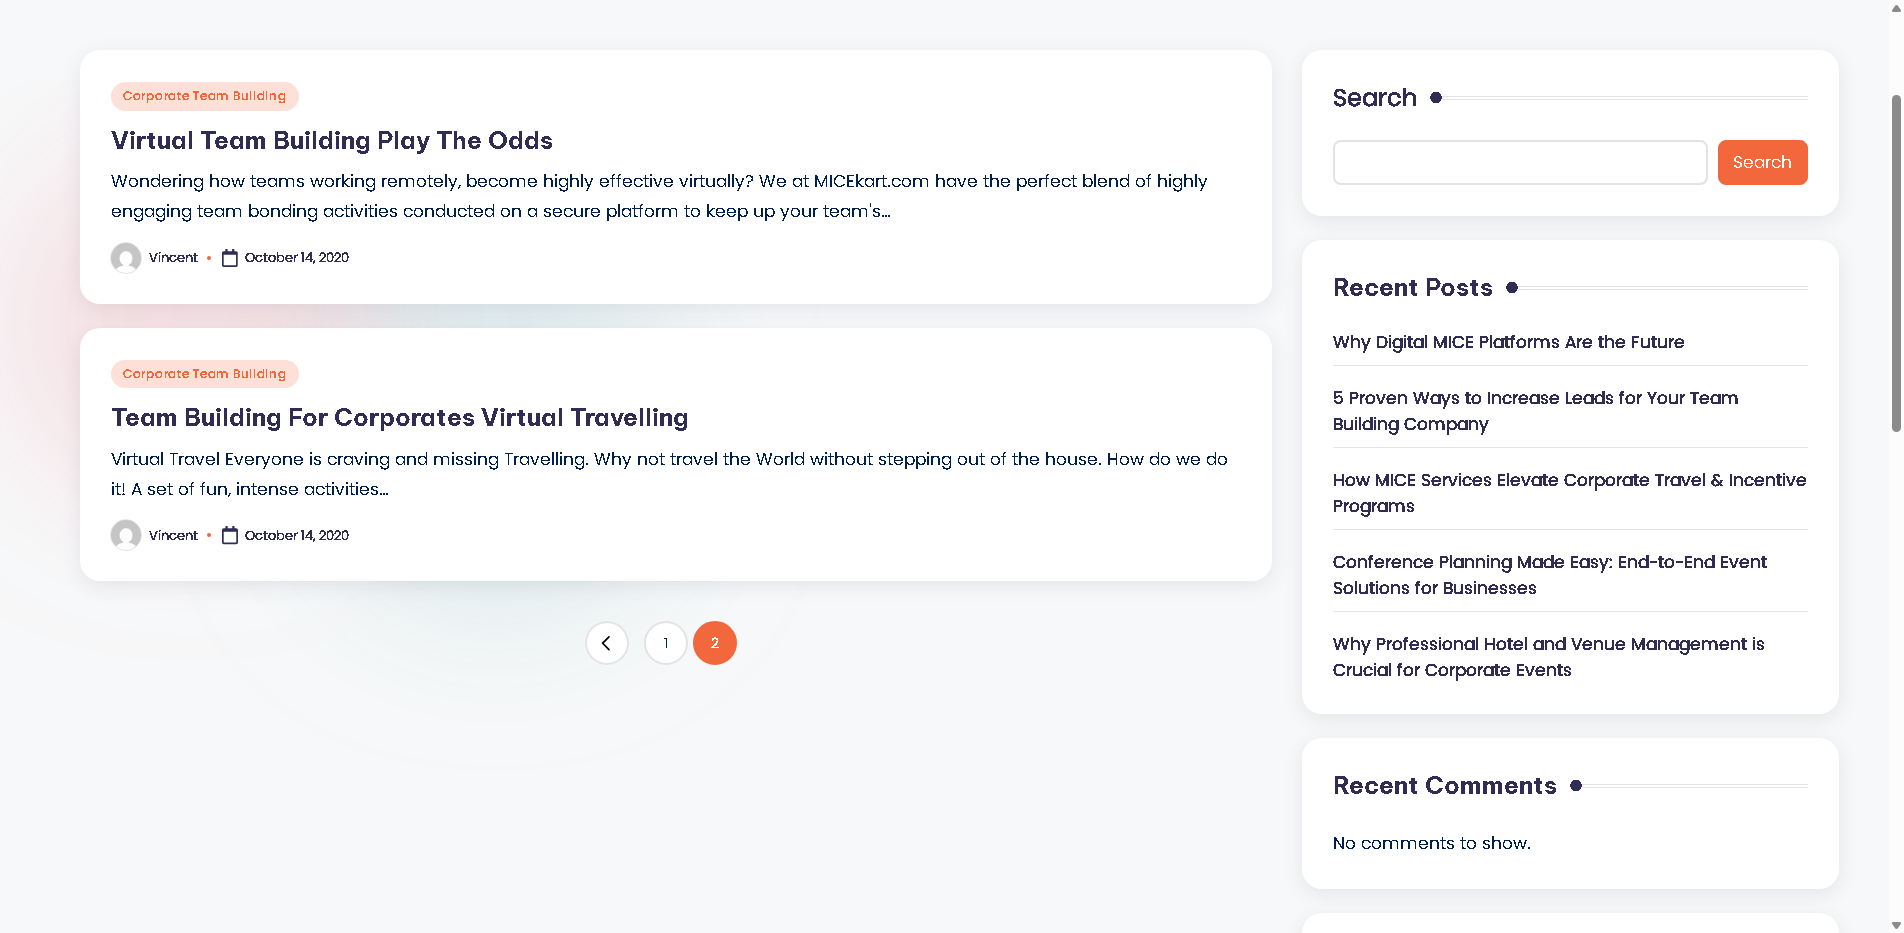 Corporate Team Building
Virtual Team Building Play The Odds
Wondering how teams working remotely, become highly effective virtually? We at MICEkart.com have the perfect blend of highly
engaging team bonding activities conducted on a secure platform to keep up your team's...
Vincent • October 14, 2020
Corporate Team Building
Team Building For Corporates Virtual Travelling
Virtual Travel Everyone is craving and missing Travelling. Why not travel the World without stepping out of the house. How do we do
it! A set of fun, intense activities...
Vincent • October 14, 2020
1 2
Search
Search
Recent Posts
Why Digital MICE Platforms Are the Future
5 Proven Ways to Increase Leads for Your Team
Building Company
How MICE Services Elevate Corporate Travel & Incentive
Programs
Conference Planning Made Easy: End-to-End Event
Solutions for Businesses
Why Professional Hotel and Venue Management is
Crucial for Corporate Events
Recent Comments
No comments to show.